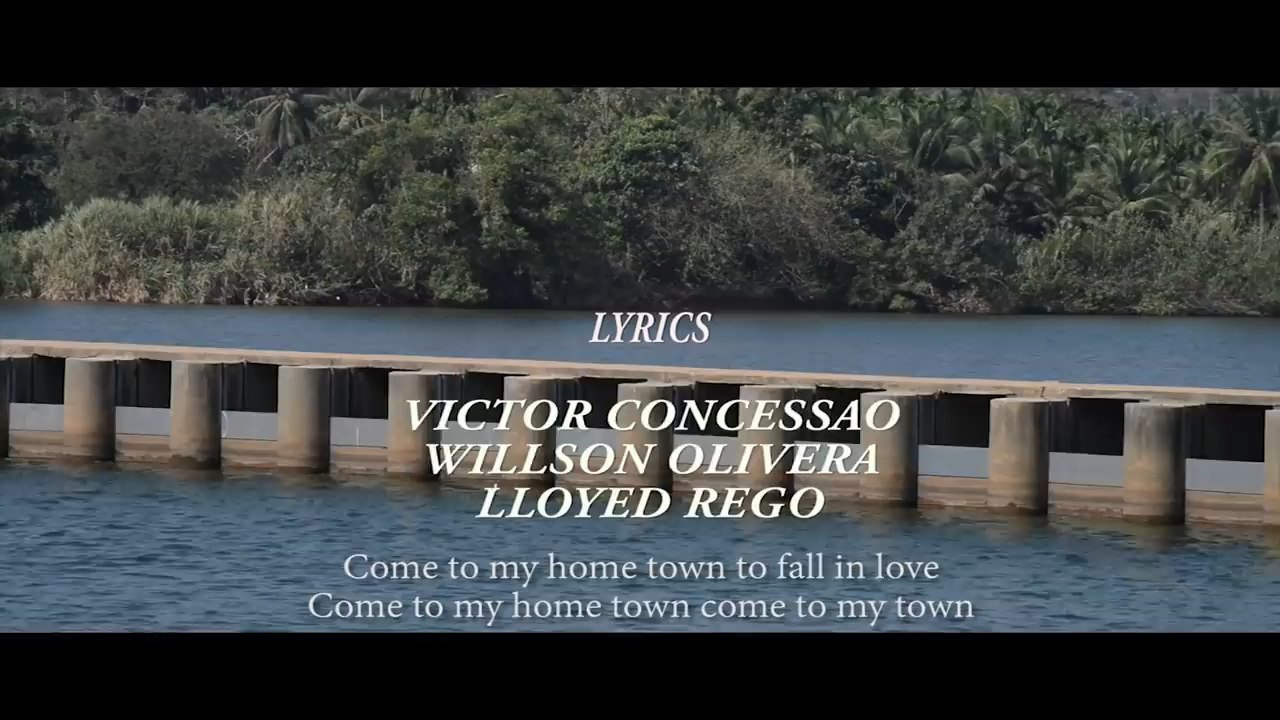 LYRICS
VICTOR CONCESSAO
WILLSON OLIVERA
LLOYED REGO
Come to my home town to fall in love
Come to my home town come to my town